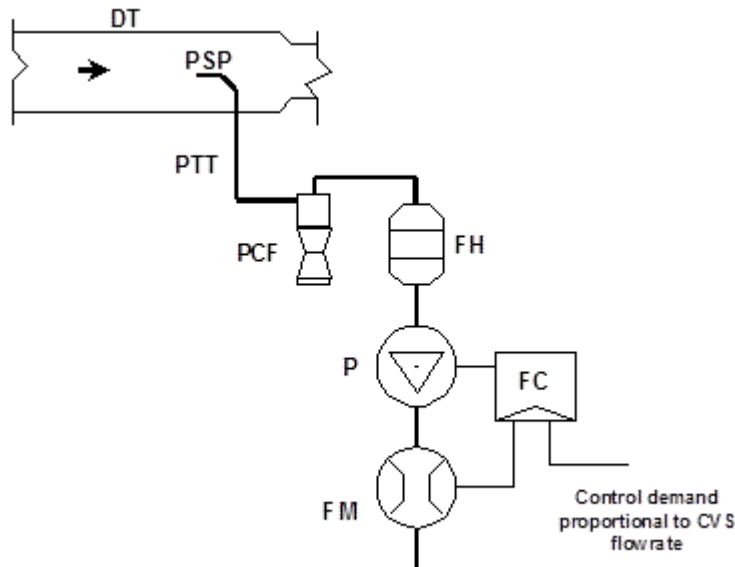 DT
PSP
PTT
PCF
FH
P
FC
FM
Control demand
proportional to CVS
flowrate